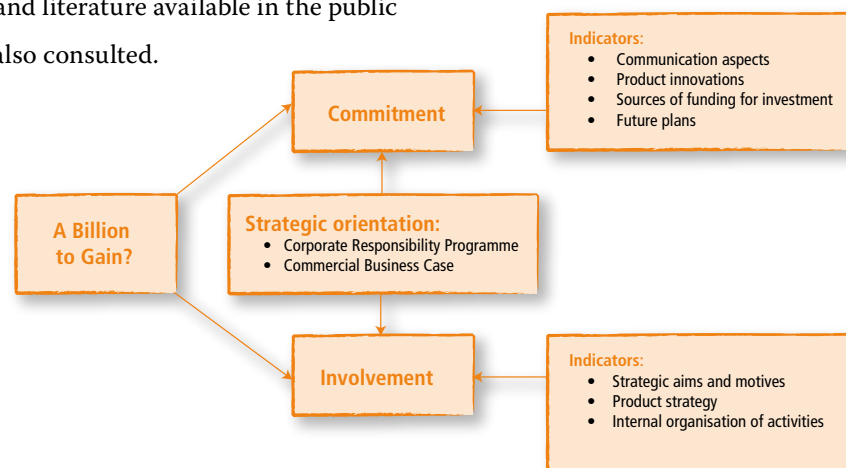 and literature available in the public
also consulted.
Indicators:
• Communication aspects
• Product innovations
• Sources of funding for investment
• Future plans
Commitment
A Billion
to Gain?
Strategic orientation:
• Corporate Responsibility Programme
• Commercial Business Case
Involvement
Indicators:
• Strategic aims and motives
• Product strategy
• Internal organisation of activities